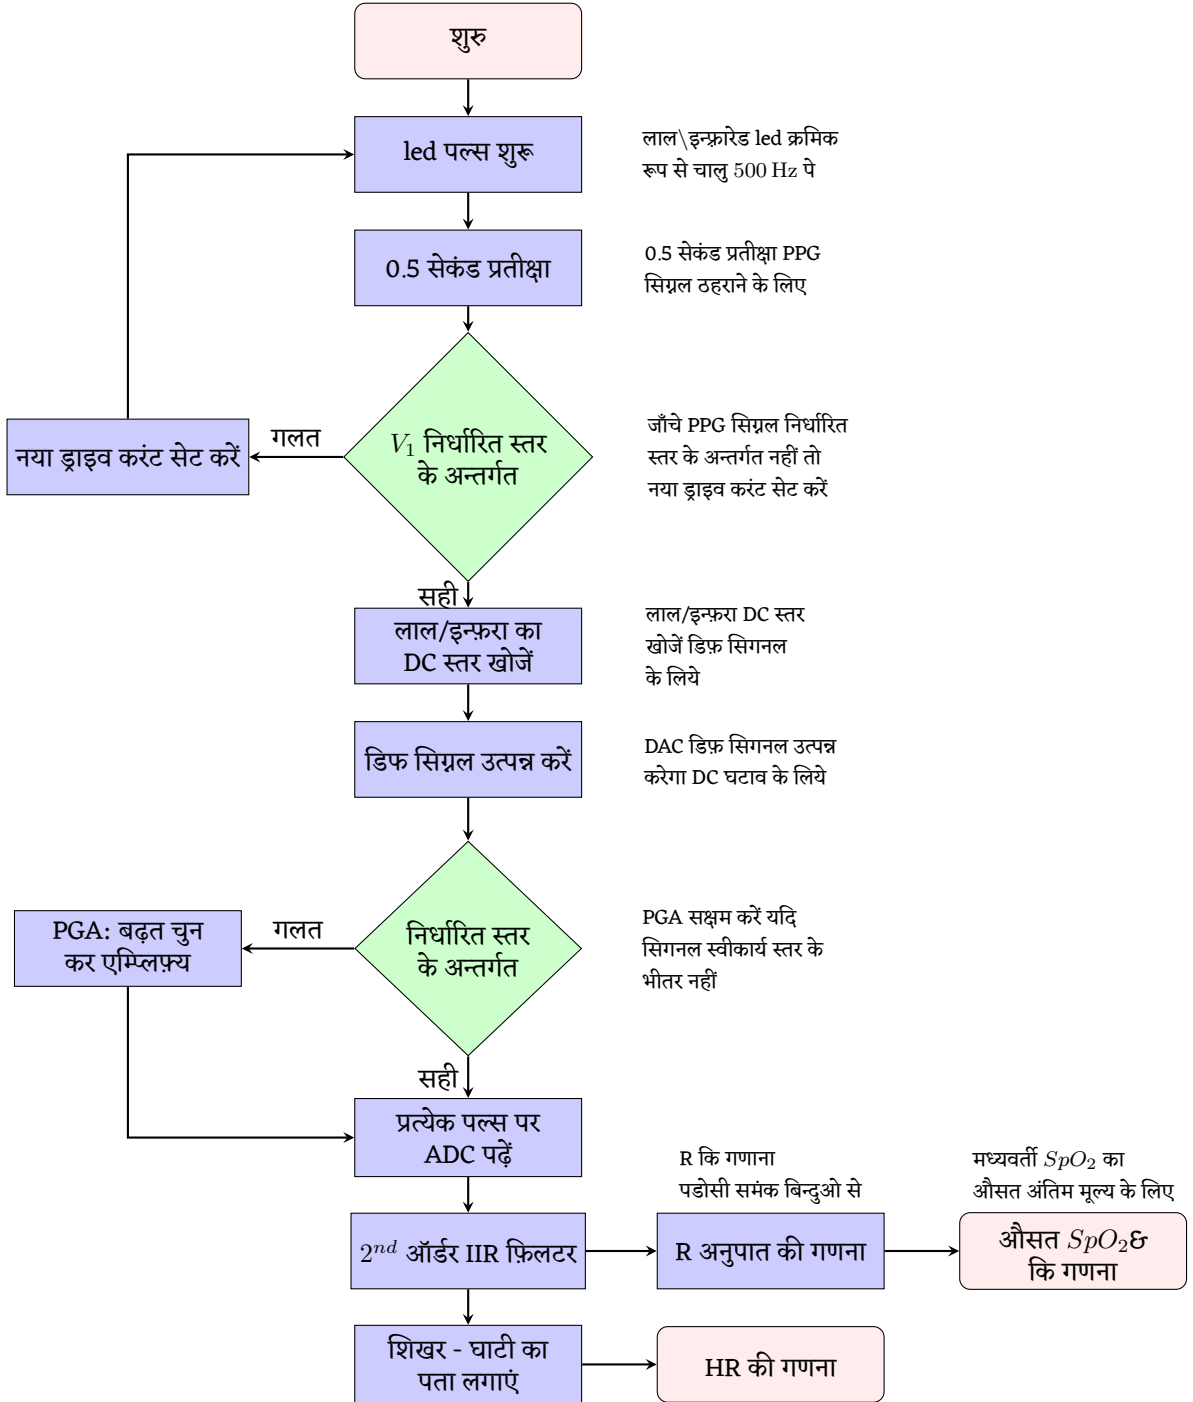 शुरु
led पल्स शुरू
लाल\इन्फ़्रारेड led क्रमिक
रूप से चालु 500 Hz पे
0.5 सेकंड प्रतीक्षा
0.5 सेकंड प्रतीक्षा PPG
सिग्नल ठहराने के लिए
नया ड्राइव करंट सेट करें
गलत
V₁ निर्धारित स्तर
के अन्तर्गत
जाँचे PPG सिग्नल निर्धारित
स्तर के अन्तर्गत नहीं तो
नया ड्राइव करंट सेट करें
सही
लाल/इन्फ़रा का
DC स्तर खोजें
लाल/इन्फ़रा DC स्तर
खोजें डिफ़ सिगनल
के लिये
डिफ सिग्नल उत्पन्न करें
DAC डिफ़ सिगनल उत्पन्न
करेगा DC घटाव के लिये
PGA: बढ़त चुन
कर एम्प्लिफ़्य
गलत
निर्धारित स्तर
के अन्तर्गत
PGA सक्षम करें यदि
सिगनल स्वीकार्य स्तर के
भीतर नहीं
सही
प्रत्येक पल्स पर
ADC पढ़ें
R कि गणाना
पडोसी समंक बिन्दुओ से
मध्यवर्ती SpO₂ का
औसत अंतिम मूल्य के लिए
2ⁿᵈ ऑर्डर IIR फ़िलटर
R अनुपात की गणना
औसत SpO₂&
कि गणना
शिखर - घाटी का
पता लगाएं
HR की गणना